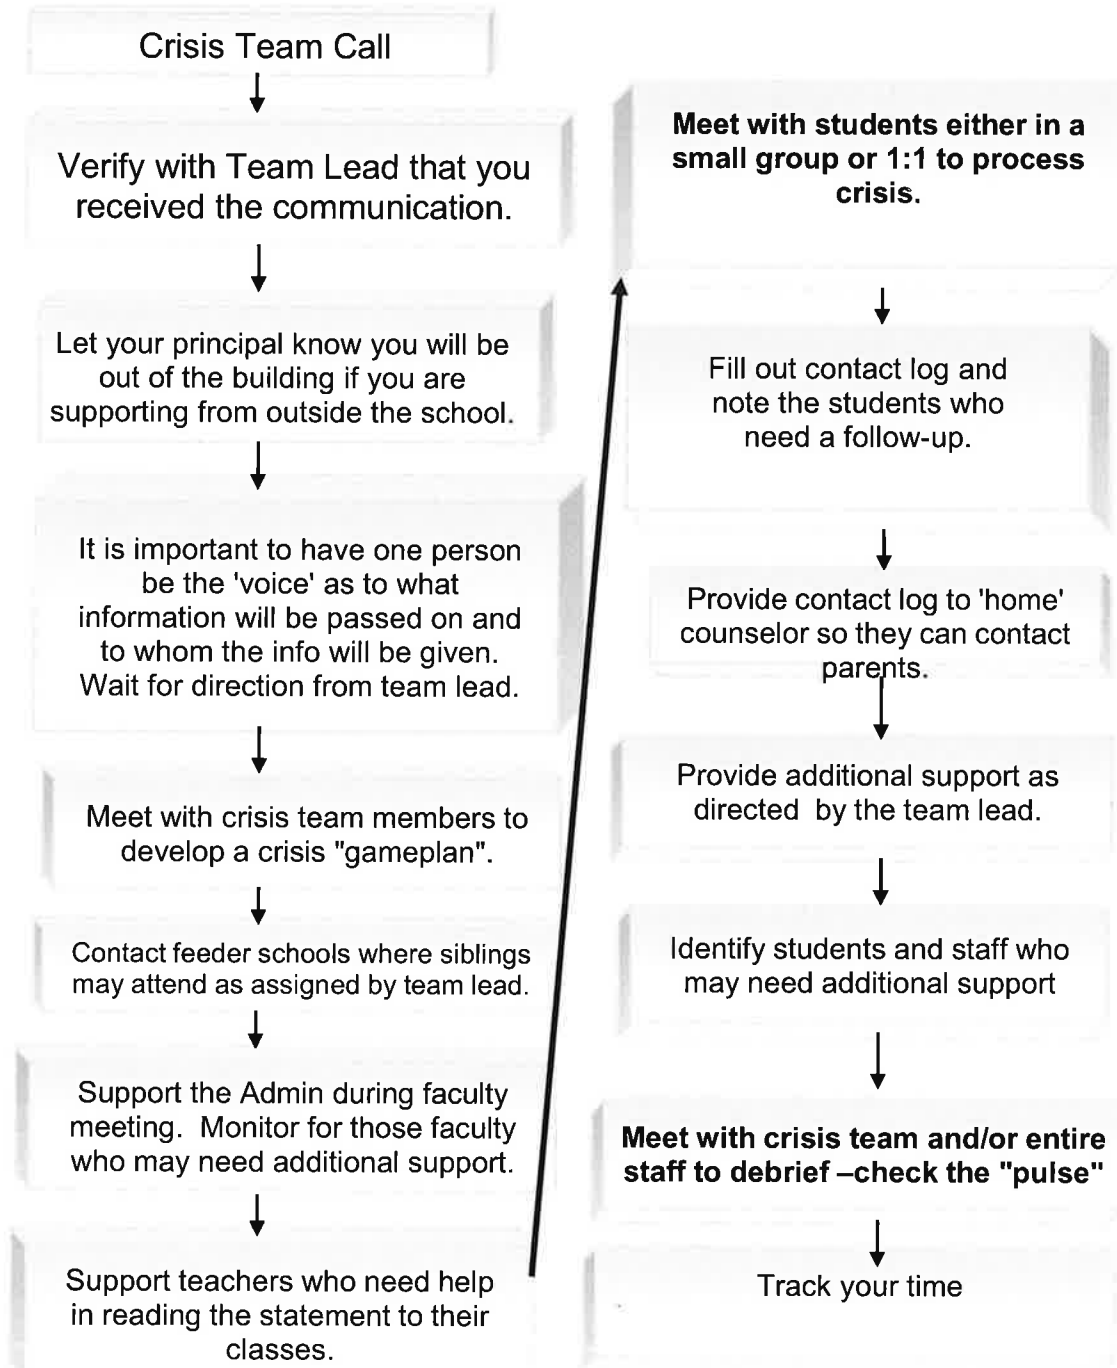 Crisis Team Call
Verify with Team Lead that you
received the communication.
Let your principal know you will be
out of the building if you are
supporting from outside the school.
It is important to have one person
be the 'voice' as to what
information will be passed on and
to whom the info will be given.
Wait for direction from team lead.
Meet with crisis team members to
develop a crisis "gameplan".
Contact feeder schools where siblings
may attend as assigned by team lead.
Support the Admin during faculty
meeting. Monitor for those faculty
who may need additional support.
Support teachers who need help
in reading the statement to their
classes.
Meet with students either in a
small group or 1:1 to process
crisis.
Fill out contact log and
note the students who
need a follow-up.
Provide contact log to 'home'
counselor so they can contact
parents.
Provide additional support as
directed by the team lead.
Identify students and staff who
may need additional support
Meet with crisis team and/or entire
staff to debrief –check the "pulse"
Track your time